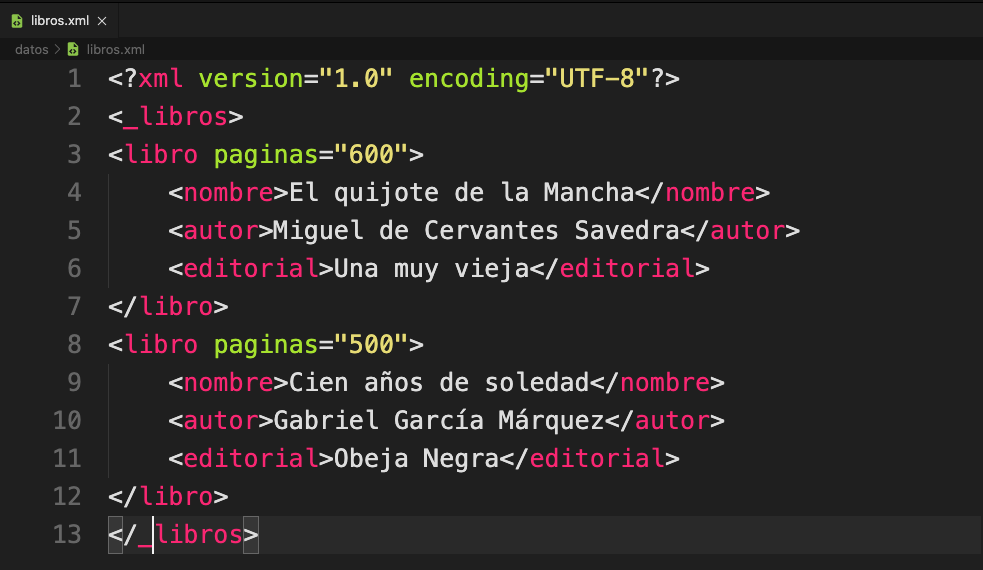 libros.xml ×
datos > libros.xml
1 <?xml version="1.0" encoding="UTF-8"?>
2 <_libros>
3 <libro paginas="600">
4     <nombre>El quijote de la Mancha</nombre>
5     <autor>Miguel de Cervantes Savedra</autor>
6     <editorial>Una muy vieja</editorial>
7 </libro>
8 <libro paginas="500">
9     <nombre>Cien años de soledad</nombre>
10     <autor>Gabriel García Márquez</autor>
11     <editorial>Obeja Negra</editorial>
12 </libro>
13 </_libros>